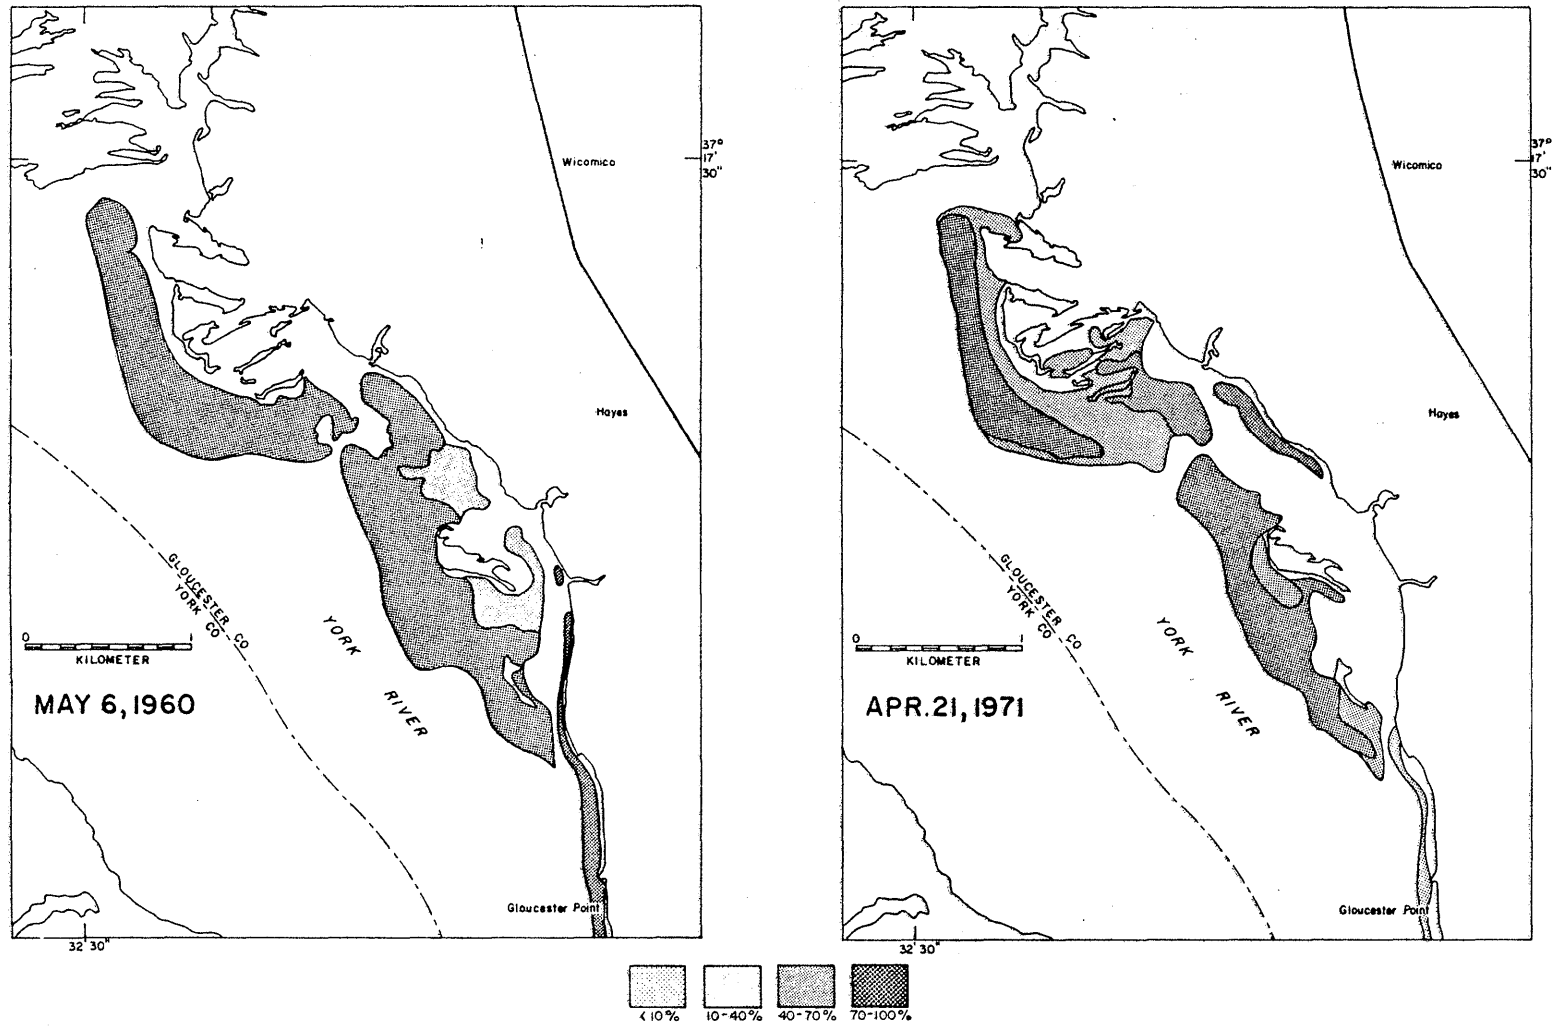 Wicomico
37°
17'
30"
Hayes
GLOUCESTER CO
YORK CO
YORK
RIVER
0 1
KILOMETER
MAY 6, 1960
Gloucester Point
32'30"
Wicomico
37°
17'
30"
Hayes
GLOUCESTER CO
YORK CO
YORK
RIVER
0 1
KILOMETER
APR. 21, 1971
Gloucester Point
32'30"
<10% 10-40% 40-70% 70-100%